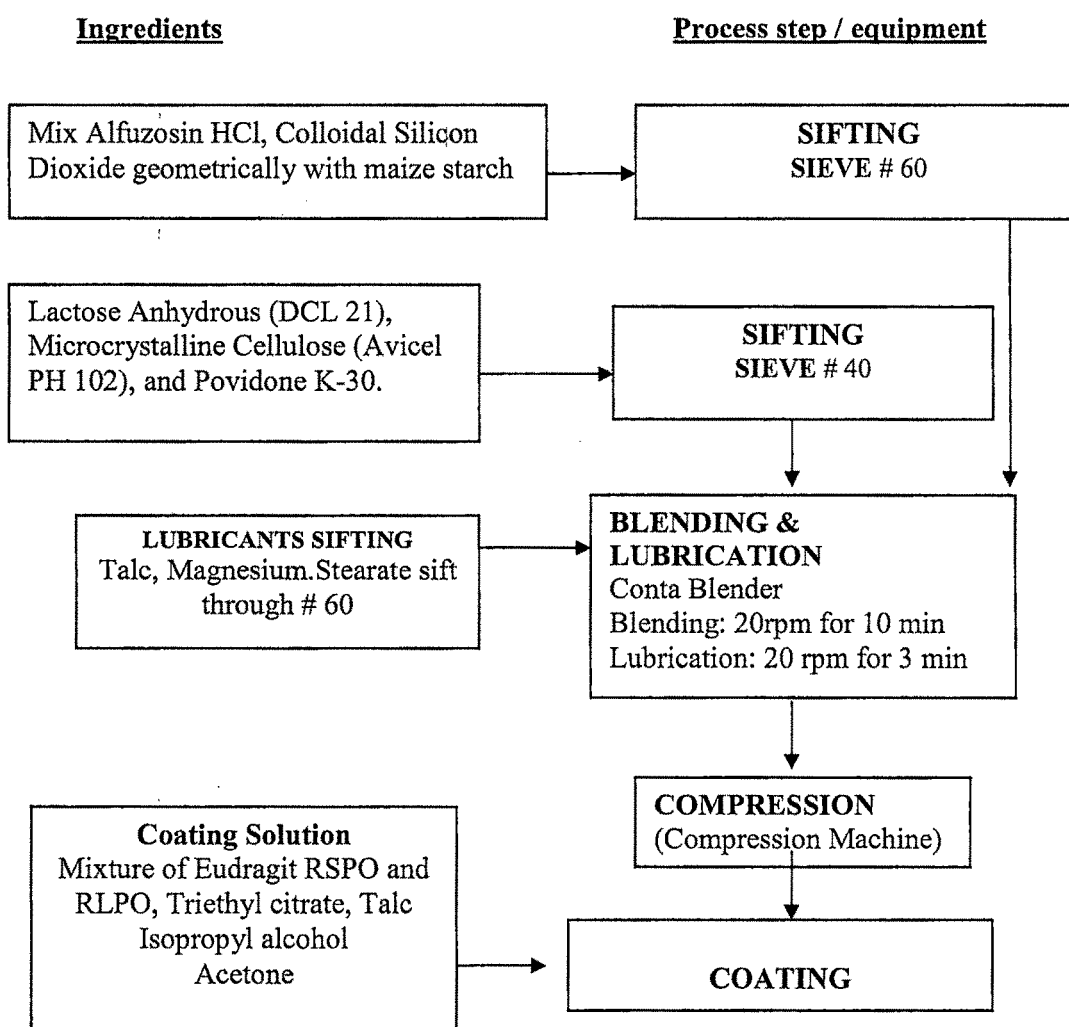 Ingredients
Process step / equipment
Mix Alfuzosin HCl, Colloidal Silicon
Dioxide geometrically with maize starch
SIFTING
SIEVE # 60
Lactose Anhydrous (DCL 21),
Microcrystalline Cellulose (Avicel
PH 102), and Povidone K-30.
SIFTING
SIEVE # 40
LUBRICANTS SIFTING
Talc, Magnesium.Stearate sift
through # 60
BLENDING &
LUBRICATION
Conta Blender
Blending: 20rpm for 10 min
Lubrication: 20 rpm for 3 min
COMPRESSION
(Compression Machine)
Coating Solution
Mixture of Eudragit RSPO and
RLPO, Triethyl citrate, Talc
Isopropyl alcohol
Acetone
COATING